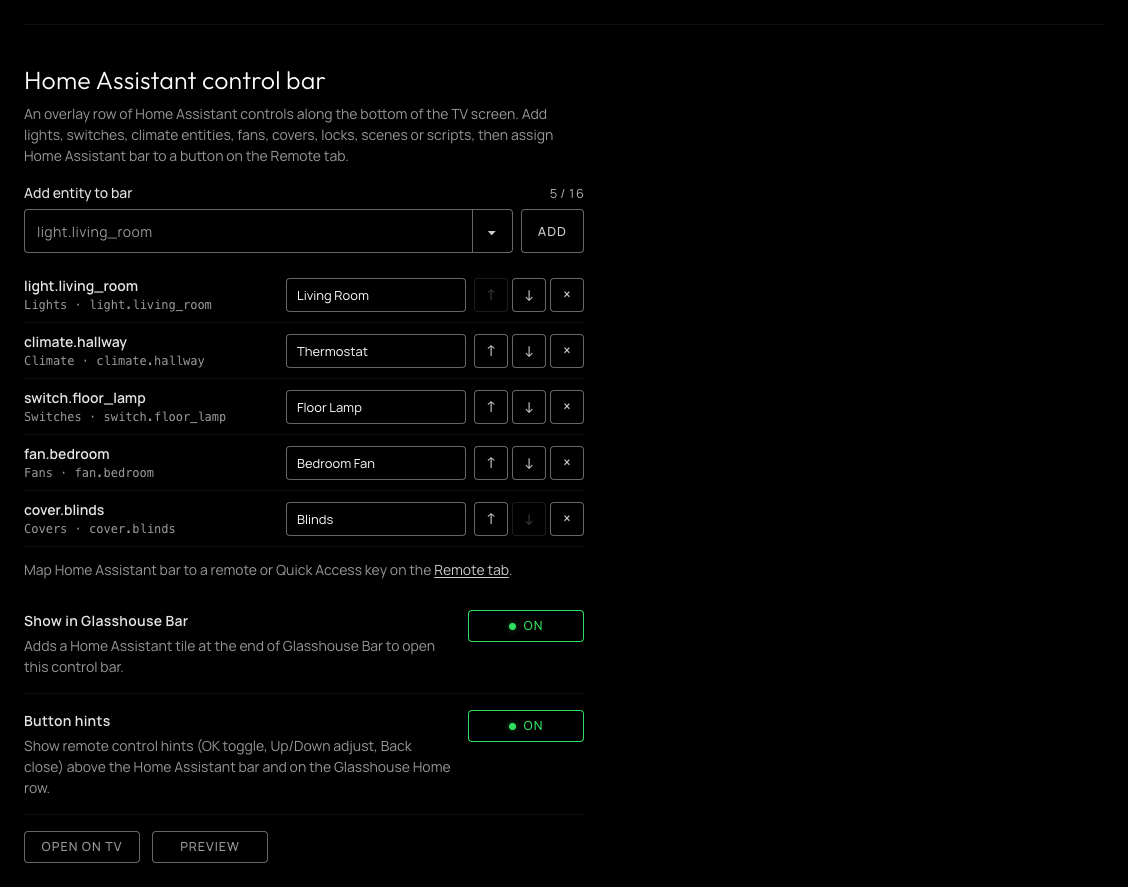 Home Assistant control bar
An overlay row of Home Assistant controls along the bottom of the TV screen. Add
lights, switches, climate entities, fans, covers, locks, scenes or scripts, then assign
Home Assistant bar to a button on the Remote tab.
Add entity to bar 5 / 16
light.living_room ADD
light.living_room
Lights · light.living_room
Living Room ↑ ↓ ×
climate.hallway
Climate · climate.hallway
Thermostat ↑ ↓ ×
switch.floor_lamp
Switches · switch.floor_lamp
Floor Lamp ↑ ↓ ×
fan.bedroom
Fans · fan.bedroom
Bedroom Fan ↑ ↓ ×
cover.blinds
Covers · cover.blinds
Blinds ↑ ↓ ×
Map Home Assistant bar to a remote or Quick Access key on the Remote tab.
Show in Glasshouse Bar
ON
Adds a Home Assistant tile at the end of Glasshouse Bar to open
this control bar.
Button hints
ON
Show remote control hints (OK toggle, Up/Down adjust, Back
close) above the Home Assistant bar and on the Glasshouse Home
row.
OPEN ON TV PREVIEW